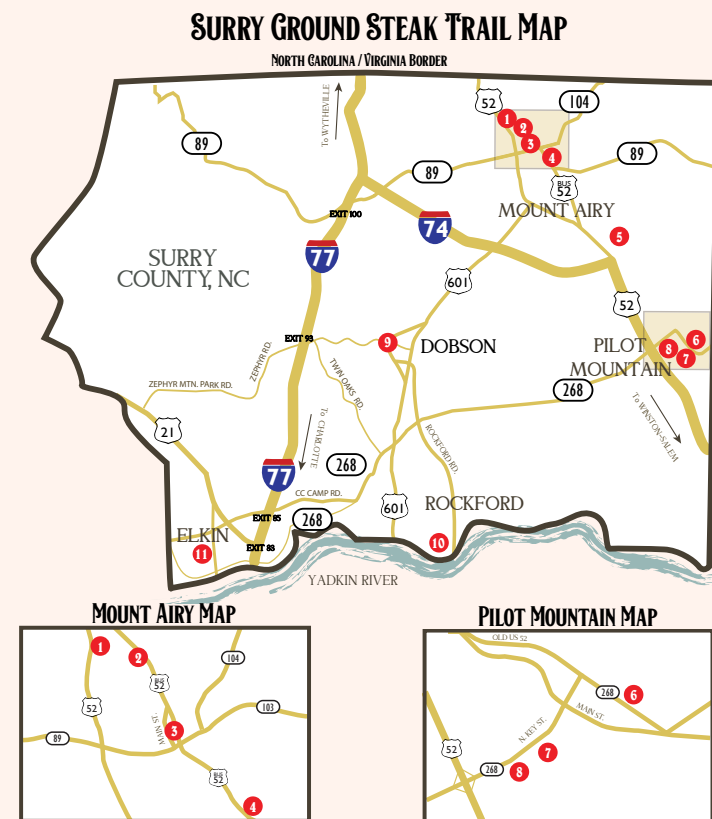 Surry Ground Steak Trail Map
North Carolina / Virginia Border
To Wytheville
52
104
1
2
3
4
89
89
89
BUS
52
MOUNT AIRY
EXIT 100
74
77
5
SURRY
COUNTY, NC
601
52
EXIT 93
9
DOBSON
PILOT
MOUNTAIN
6
8
7
ZEPHYR RD.
ZEPHYR MTN. PARK RD.
TWIN OAKS RD.
268
To Winston-Salem
21
To Charlotte
ROCKFORD RD.
268
77
CC CAMP RD.
601
ROCKFORD
EXIT 85
268
ELKIN
11
EXIT 83
10
YADKIN RIVER
Mount Airy Map
1
2
104
BUS
52
52
103
MAIN ST.
3
89
BUS
52
4
Pilot Mountain Map
OLD US 52
268
6
MAIN ST.
N. KEY ST.
52
7
268
8